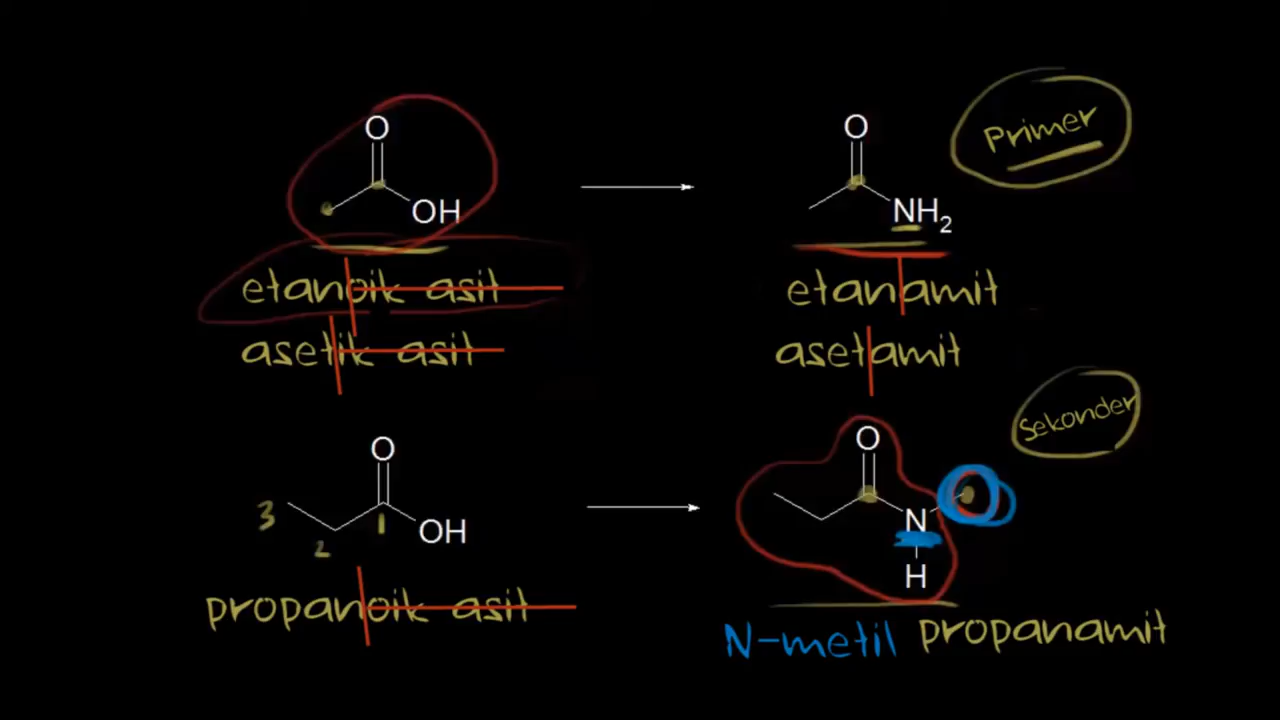 O
OH
etanoik asit
asetik asit
O
NH2
Primer
etanamit
asetamit
O
OH
3
2
1
propanoik asit
O
N
H
Sekonder
N-metil propanamit